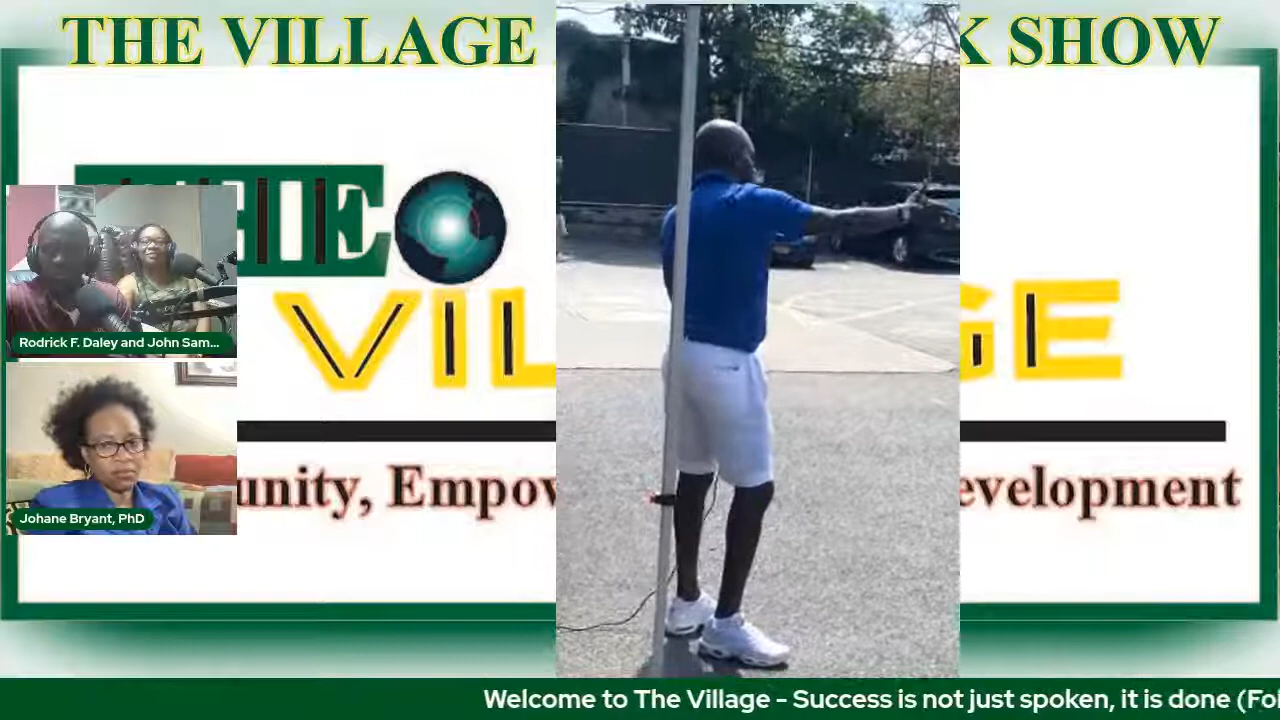 THE VILLAGE K SHOW
THE
VIL GE
unity, Empow evelopment
Rodrick F. Daley and John Sam...
Johane Bryant, PhD
Welcome to The Village - Success is not just spoken, it is done (Fol